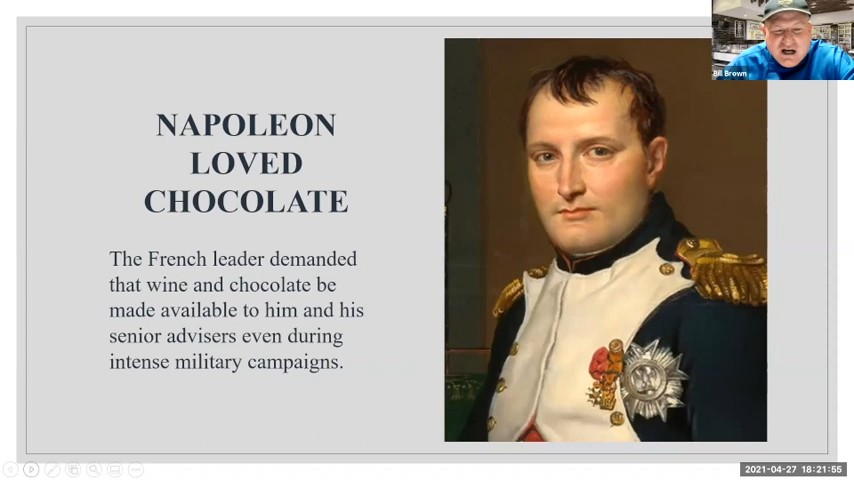 Bill Brown
NAPOLEON
LOVED
CHOCOLATE
The French leader demanded
that wine and chocolate be
made available to him and his
senior advisers even during
intense military campaigns.
2021-04-27 18:21:55